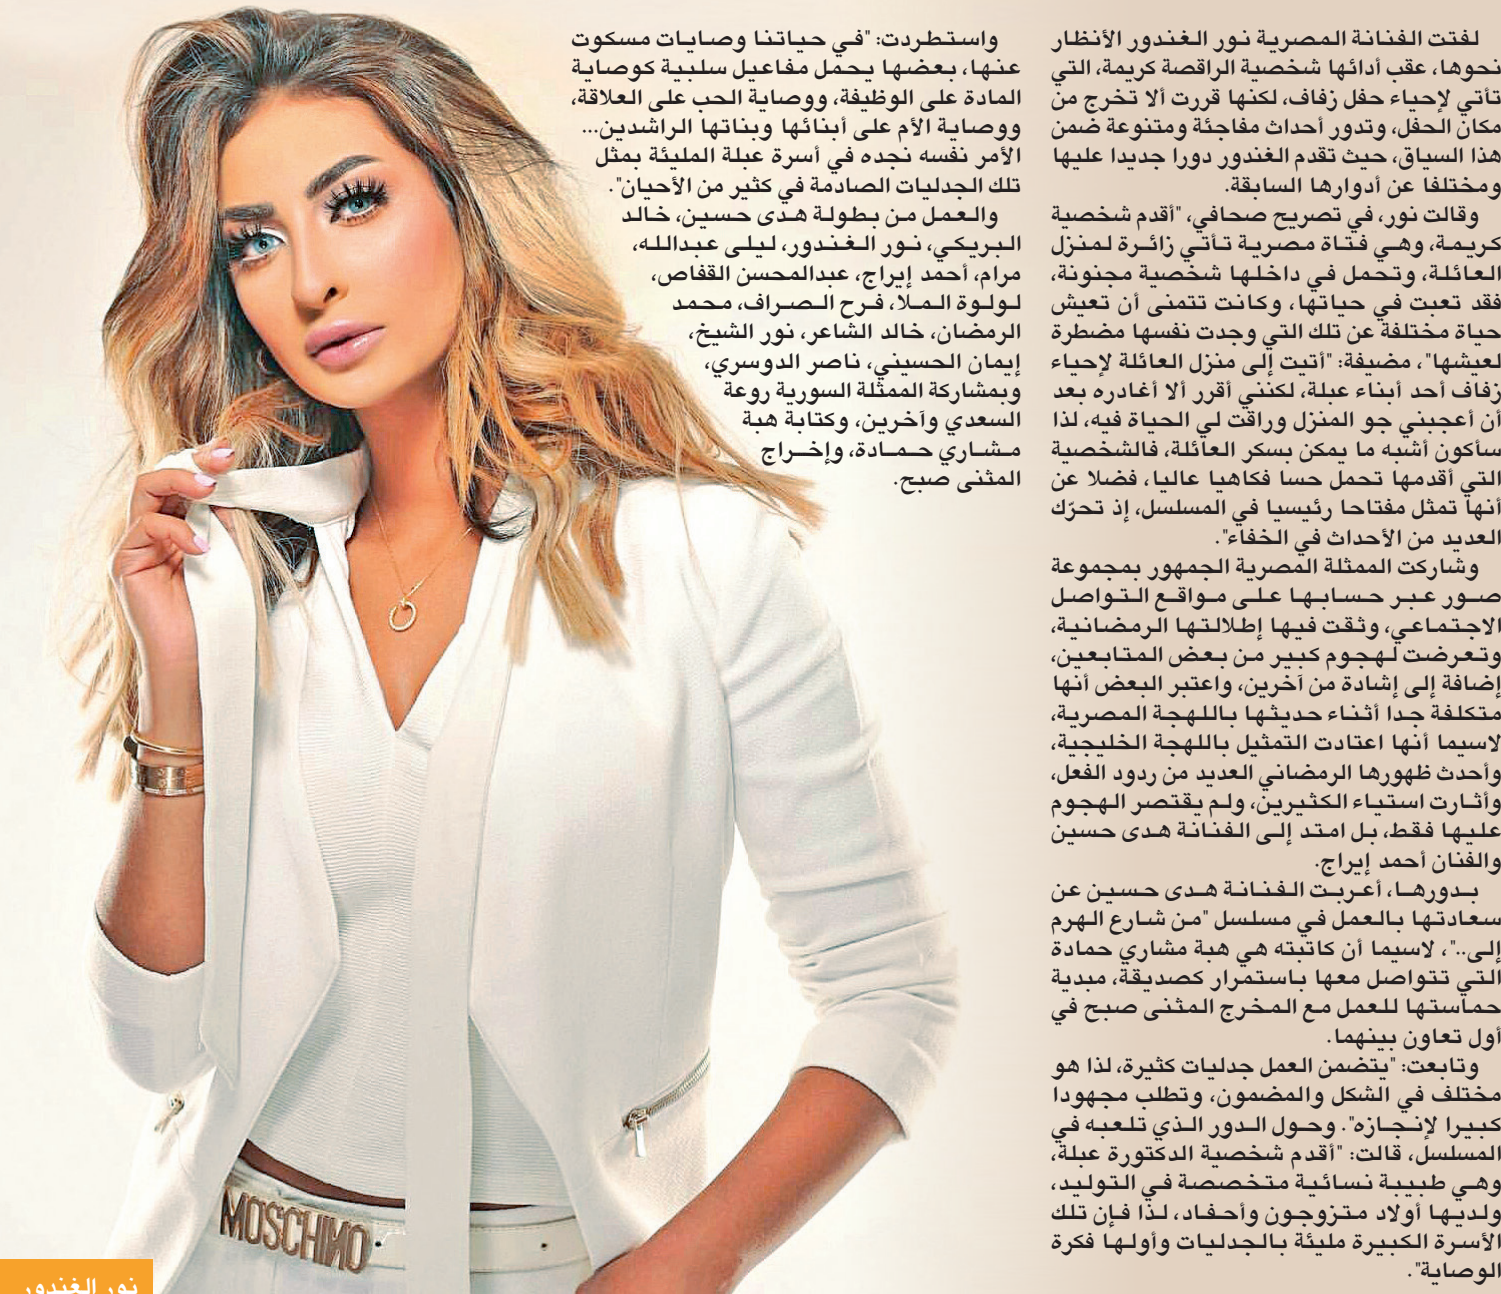 لفتت الفنانة المصرية نور الغندور الأنظار
نحوها، عقب أدائها شخصية الراقصة كريمة، التي
تأتي لإحياء حفل زفاف، لكنها قررت ألا تخرج من
مكان الحفل، وتدور أحداث مفاجئة ومتنوعة ضمن
هذا السياق، حيث تقدم الغندور دورا جديدا عليها
ومختلفا عن أدوارها السابقة.
وقالت نور، في تصريح صحافي، "أقدم شخصية
كريمة، وهي فتاة مصرية تأتي زائرة لمنزل
العائلة، وتحمل في داخلها شخصية مجنونة،
فقد تعبت في حياتها، وكانت تتمنى أن تعيش
حياة مختلفة عن تلك التي وجدت نفسها مضطرة
لعيشها"، مضيفة: "أتيت إلى منزل العائلة لإحياء
زفاف أحد أبناء عبلة، لكنني أقرر ألا أغادره بعد
أن أعجبني جو المنزل وراقت لي الحياة فيه، لذا
سأكون أشبه ما يمكن بسكر العائلة، فالشخصية
التي أقدمها تحمل حسا فكاهيا عاليا، فضلا عن
أنها تمثل مفتاحا رئيسيا في المسلسل، إذ تحرّك
العديد من الأحداث في الخفاء".
وشاركت الممثلة المصرية الجمهور بمجموعة
صور عبر حسابها على مواقع التواصل
الاجتماعي، وثقت فيها إطلالتها الرمضانية،
وتعرضت لهجوم كبير من بعض المتابعين،
إضافة إلى إشادة من آخرين، واعتبر البعض أنها
متكلفة جدا أثناء حديثها باللهجة المصرية،
لاسيما أنها اعتادت التمثيل باللهجة الخليجية،
وأحدث ظهورها الرمضاني العديد من ردود الفعل،
وأثارت استياء الكثيرين، ولم يقتصر الهجوم
عليها فقط، بل امتد إلى الفنانة هدى حسين
والفنان أحمد إيراج.
بدورها، أعربت الفنانة هدى حسين عن
سعادتها بالعمل في مسلسل "من شارع الهرم
إلى.."، لاسيما أن كاتبته هي هبة مشاري حمادة
التي تتواصل معها باستمرار كصديقة، مبدية
حماستها للعمل مع المخرج المثنى صبح في
أول تعاون بينهما.
وتابعت: "يتضمن العمل جدليات كثيرة، لذا هو
مختلف في الشكل والمضمون، وتطلب مجهودا
كبيرا لإنجازه". وحول الدور الذي تلعبه في
المسلسل، قالت: "أقدم شخصية الدكتورة عبلة،
وهي طبيبة نسائية متخصصة في التوليد،
ولديها أولاد متزوجون وأحفاد، لذا فإن تلك
الأسرة الكبيرة مليئة بالجدليات وأولها فكرة
الوصاية".
واستطردت: "في حياتنا وصايات مسكوت
عنها، بعضها يحمل مفاعيل سلبية كوصاية
المادة على الوظيفة، ووصاية الحب على العلاقة،
ووصاية الأم على أبنائها وبناتها الراشدين...
الأمر نفسه نجده في أسرة عبلة المليئة بمثل
تلك الجدليات الصادمة في كثير من الأحيان".
والعمل من بطولة هدى حسين، خالد
البريكي، نور الغندور، ليلى عبدالله،
مرام، أحمد إيراج، عبدالمحسن القفاص،
لولوة الملا، فرح الصراف، محمد
الرمضان، خالد الشاعر، نور الشيخ،
إيمان الحسيني، ناصر الدوسري،
وبمشاركة الممثلة السورية روعة
السعدي وآخرين، وكتابة هبة
مشاري حمادة، وإخراج
المثنى صبح.
MOSCHINO
نور الغندور